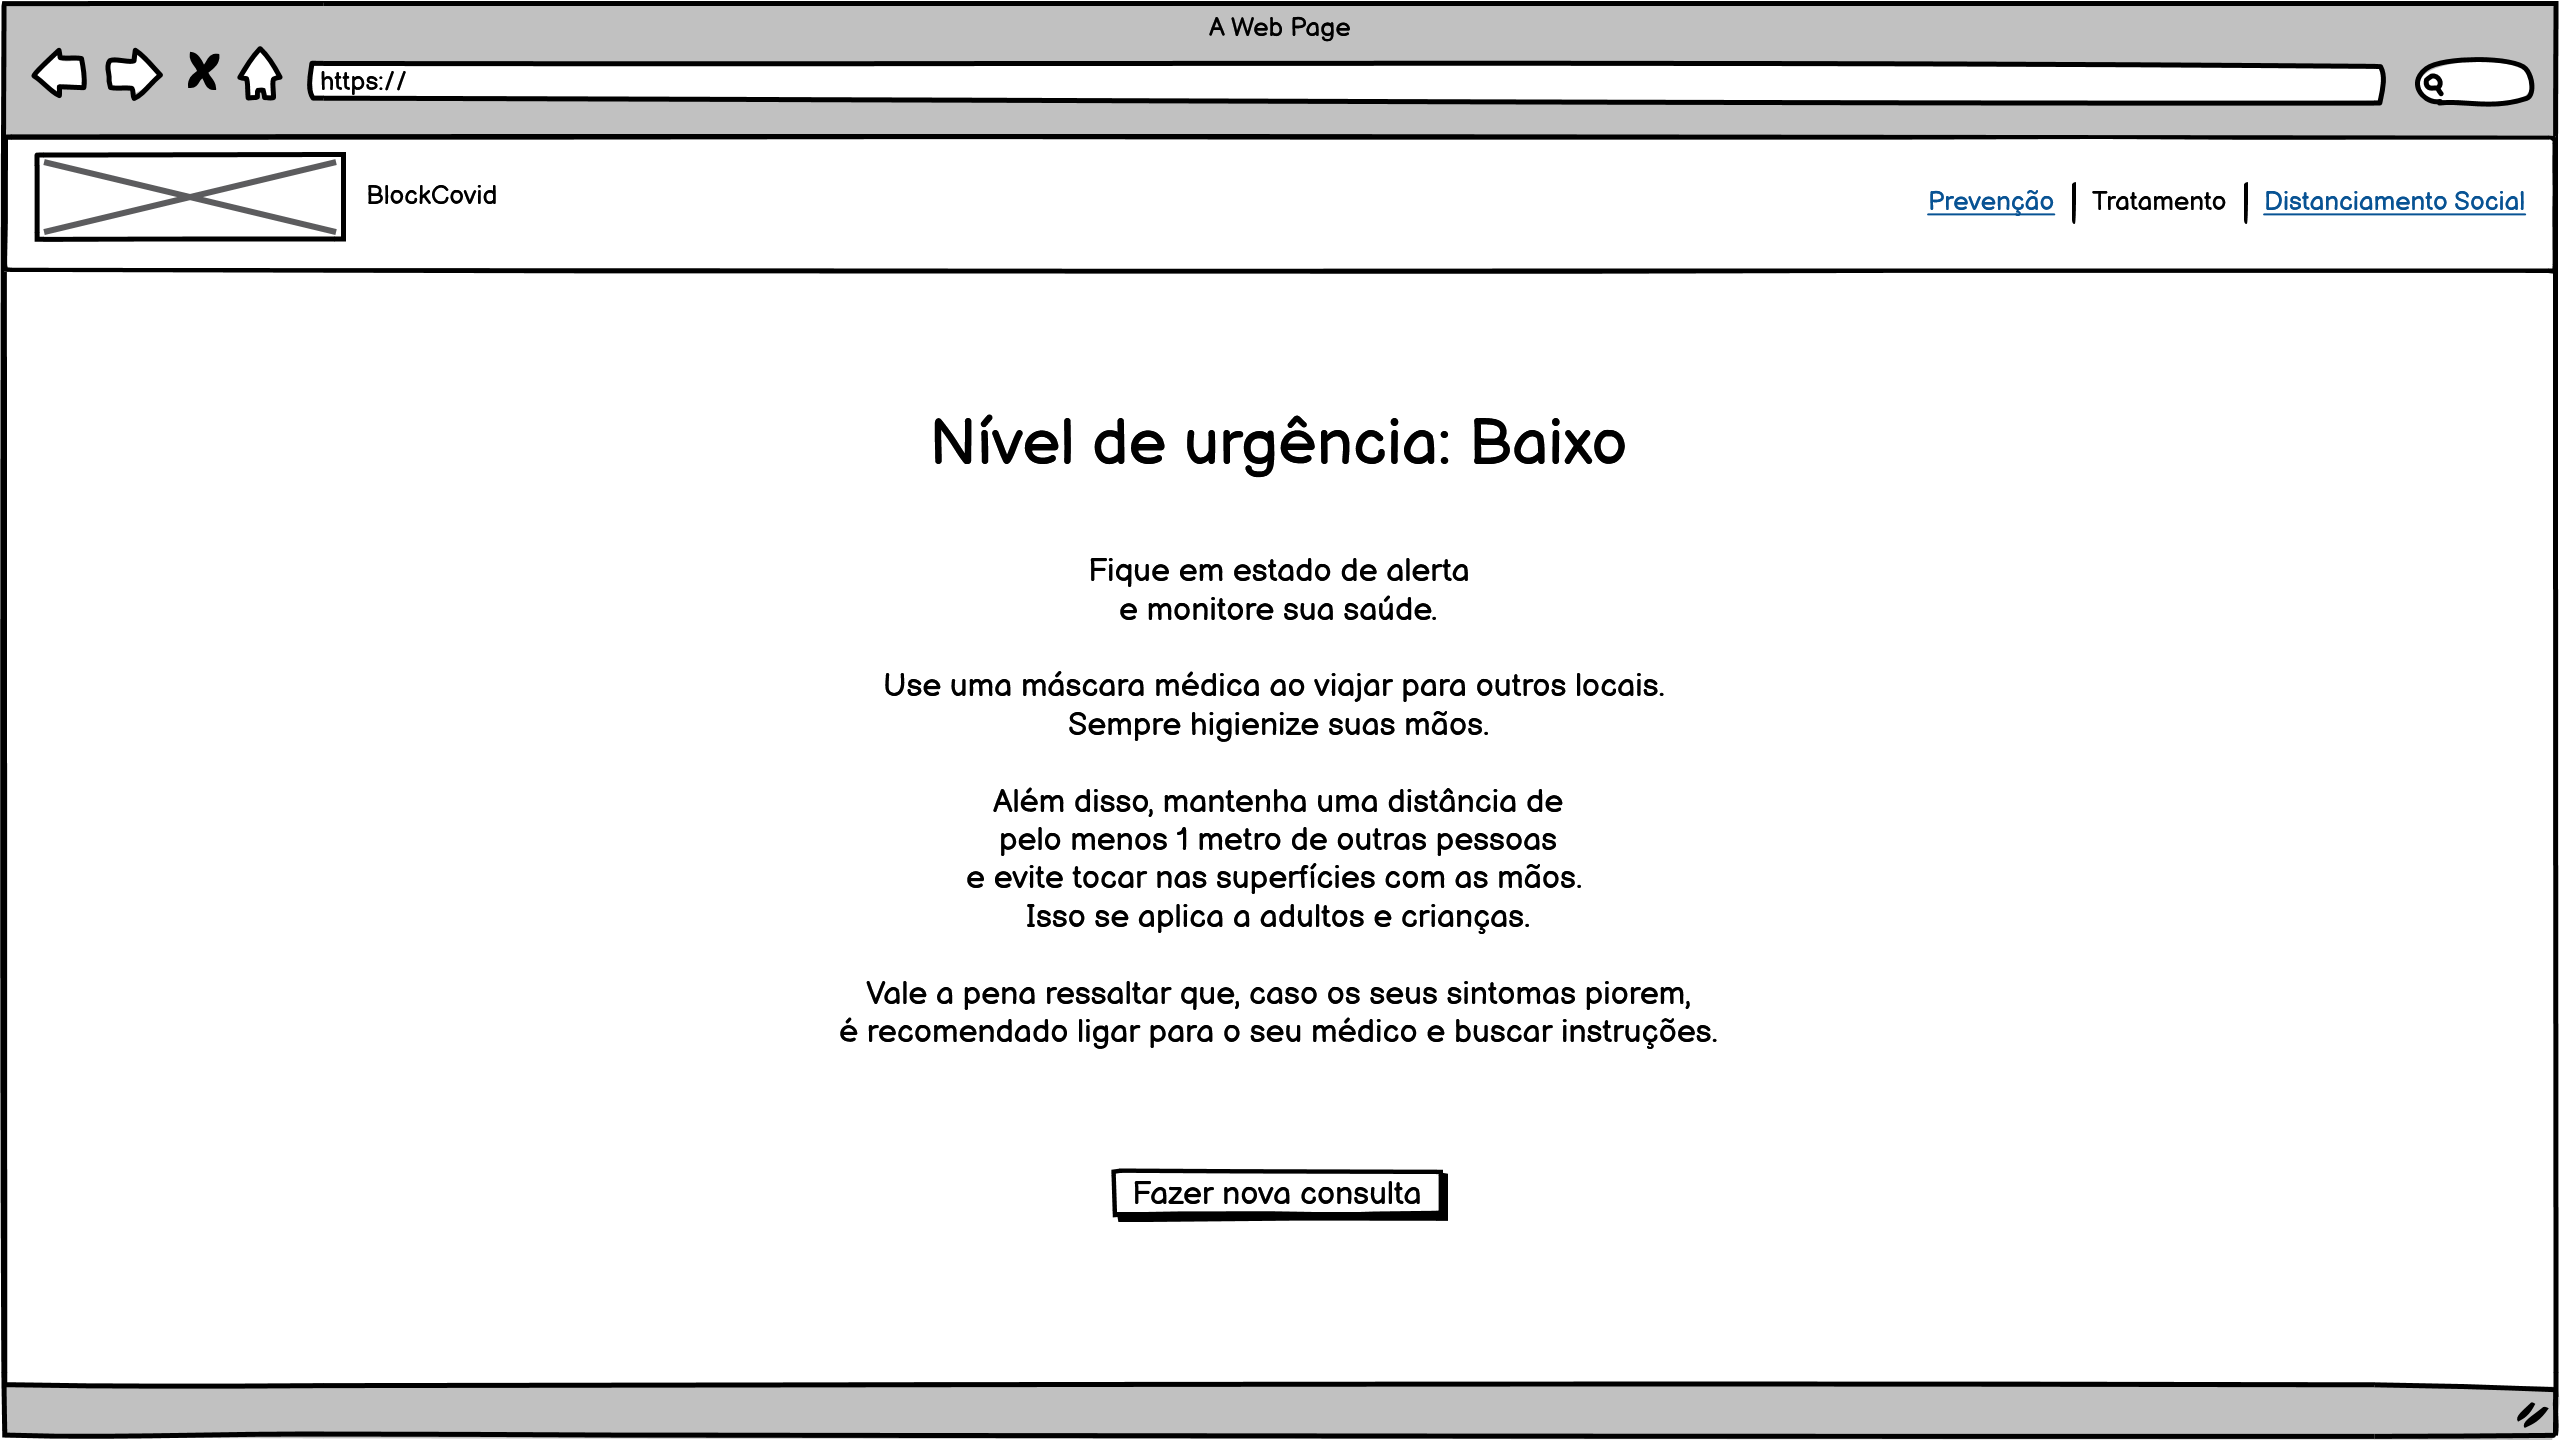 A Web Page
https://
BlockCovid
Prevenção | Tratamento | Distanciamento Social
Nível de urgência: Baixo
Fique em estado de alerta
e monitore sua saúde.
Use uma máscara médica ao viajar para outros locais.
Sempre higienize suas mãos.
Além disso, mantenha uma distância de
pelo menos 1 metro de outras pessoas
e evite tocar nas superfícies com as mãos.
Isso se aplica a adultos e crianças.
Vale a pena ressaltar que, caso os seus sintomas piorem,
é recomendado ligar para o seu médico e buscar instruções.
Fazer nova consulta